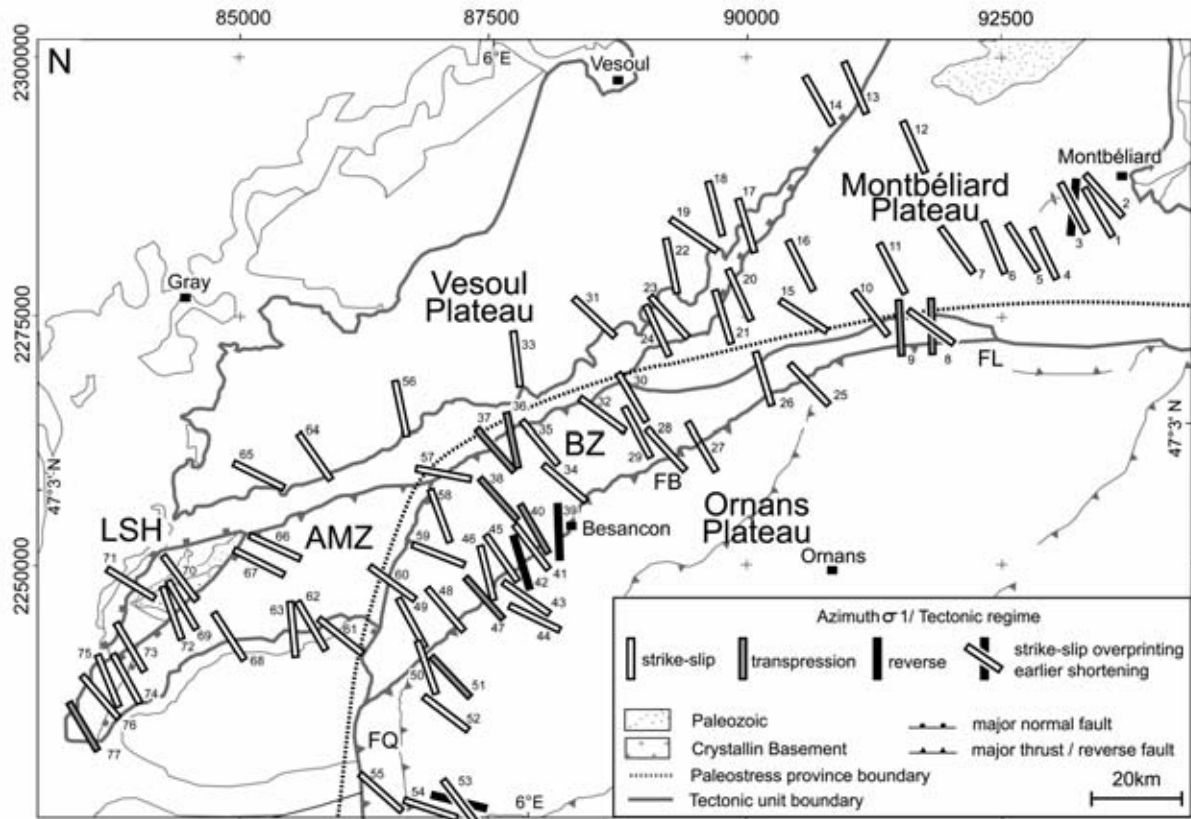 85000 87500 90000 92500
2300000
2275000
2250000
N
6°E
Vesoul
14
13
12
Montbéliard
Montbéliard
Plateau
18
17
2
1
3
19
22
16
11
7
6
5
4
Gray
Vesoul
Plateau
20
31
23
15
10
24
21
33
9
8
FL
56
30
26
25
32
47°3' N
36
37
35
BZ
28
29
27
64
65
57
34
FB
Ornans
Plateau
47°3' N
58
38
39
40
Besancon
LSH
AMZ
66
59
46
45
41
Ornans
71
70
67
60
42
43
48
47
44
63
62
61
49
69
72
68
73
75
74
50
51
76
52
77
FQ
55
54
53
6°E
Azimuth σ 1/ Tectonic regime
strike-slip
transpression
reverse
strike-slip overprinting
earlier shortening
Paleozoic
major normal fault
Crystallin Basement
major thrust / reverse fault
Paleostress province boundary
Tectonic unit boundary
20km